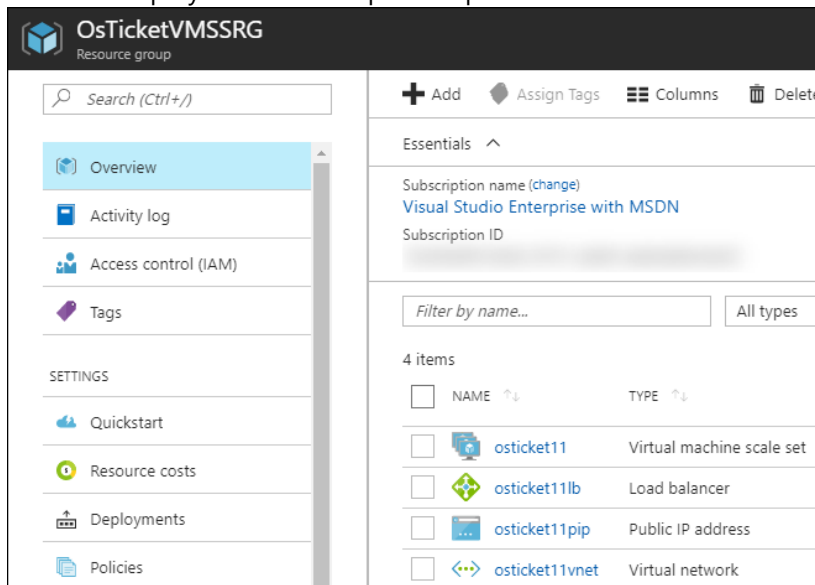 OsTicketVMSSRG
Resource group
Search (Ctrl+/)
Overview
Activity log
Access control (IAM)
Tags
SETTINGS
Quickstart
Resource costs
Deployments
Policies
Add Assign Tags Columns Delete
Essentials
Subscription name (change)
Visual Studio Enterprise with MSDN
Subscription ID
Filter by name... All types
4 items
NAME TYPE
osticket11 Virtual machine scale set
osticket11lb Load balancer
osticket11pip Public IP address
osticket11vnet Virtual network